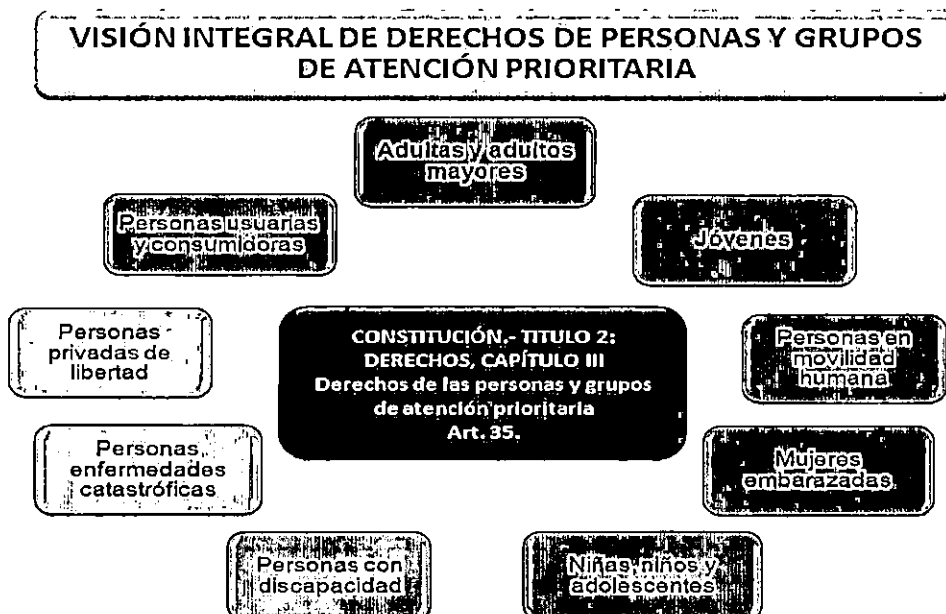 VISIÓN INTEGRAL DE DERECHOS DE PERSONAS Y GRUPOS
DE ATENCIÓN PRIORITARIA
Adultas y adultos
mayores
Personas usuarias
y consumidoras
Jóvenes
Personas
privadas de
libertad
CONSTITUCIÓN.- TITULO 2:
DERECHOS, CAPÍTULO III
Derechos de las personas y grupos
de atención prioritaria
Art. 35.
Personas en
movilidad
humana
Personas
enfermedades
catastróficas
Mujeres
embarazadas
Personas con
discapacidad
Niñas, niños y
adolescentes